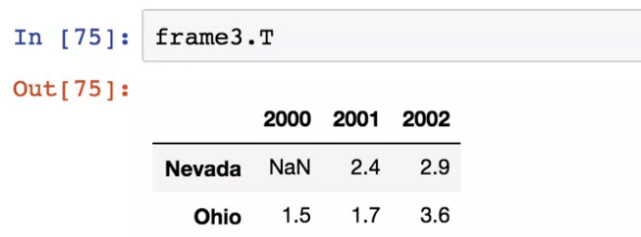 In [75]: frame3.T
Out[75]:
2000 2001 2002
Nevada NaN 2.4 2.9
Ohio 1.5 1.7 3.6